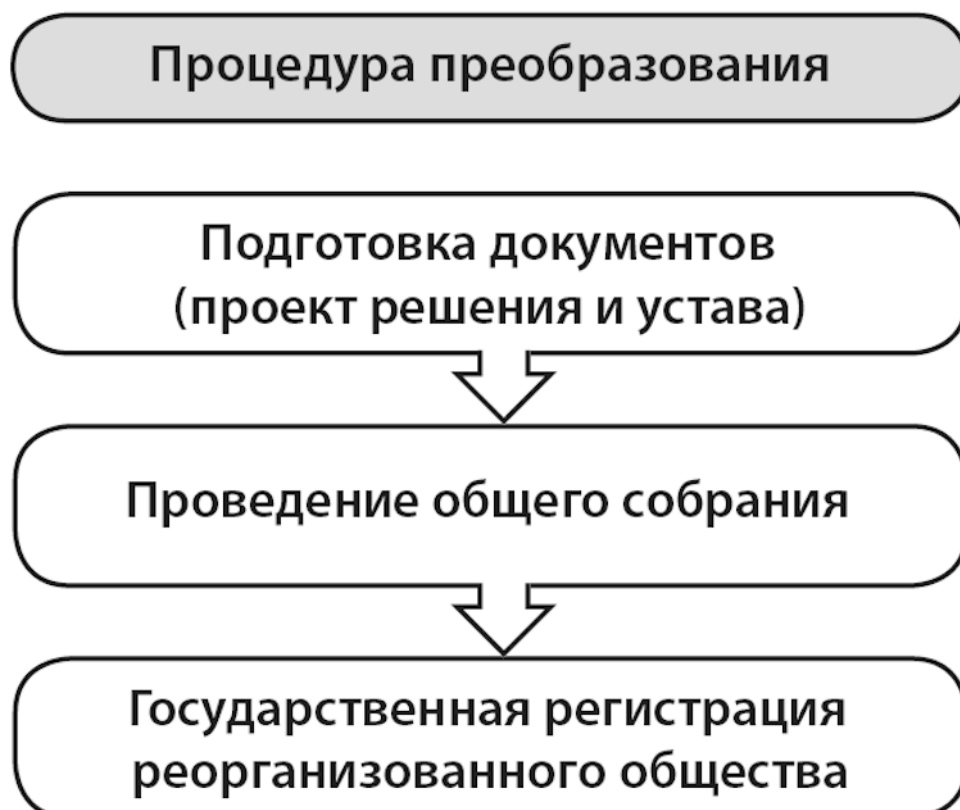 Процедура преобразования
Подготовка документов
(проект решения и устава)
Проведение общего собрания
Государственная регистрация
реорганизованного общества